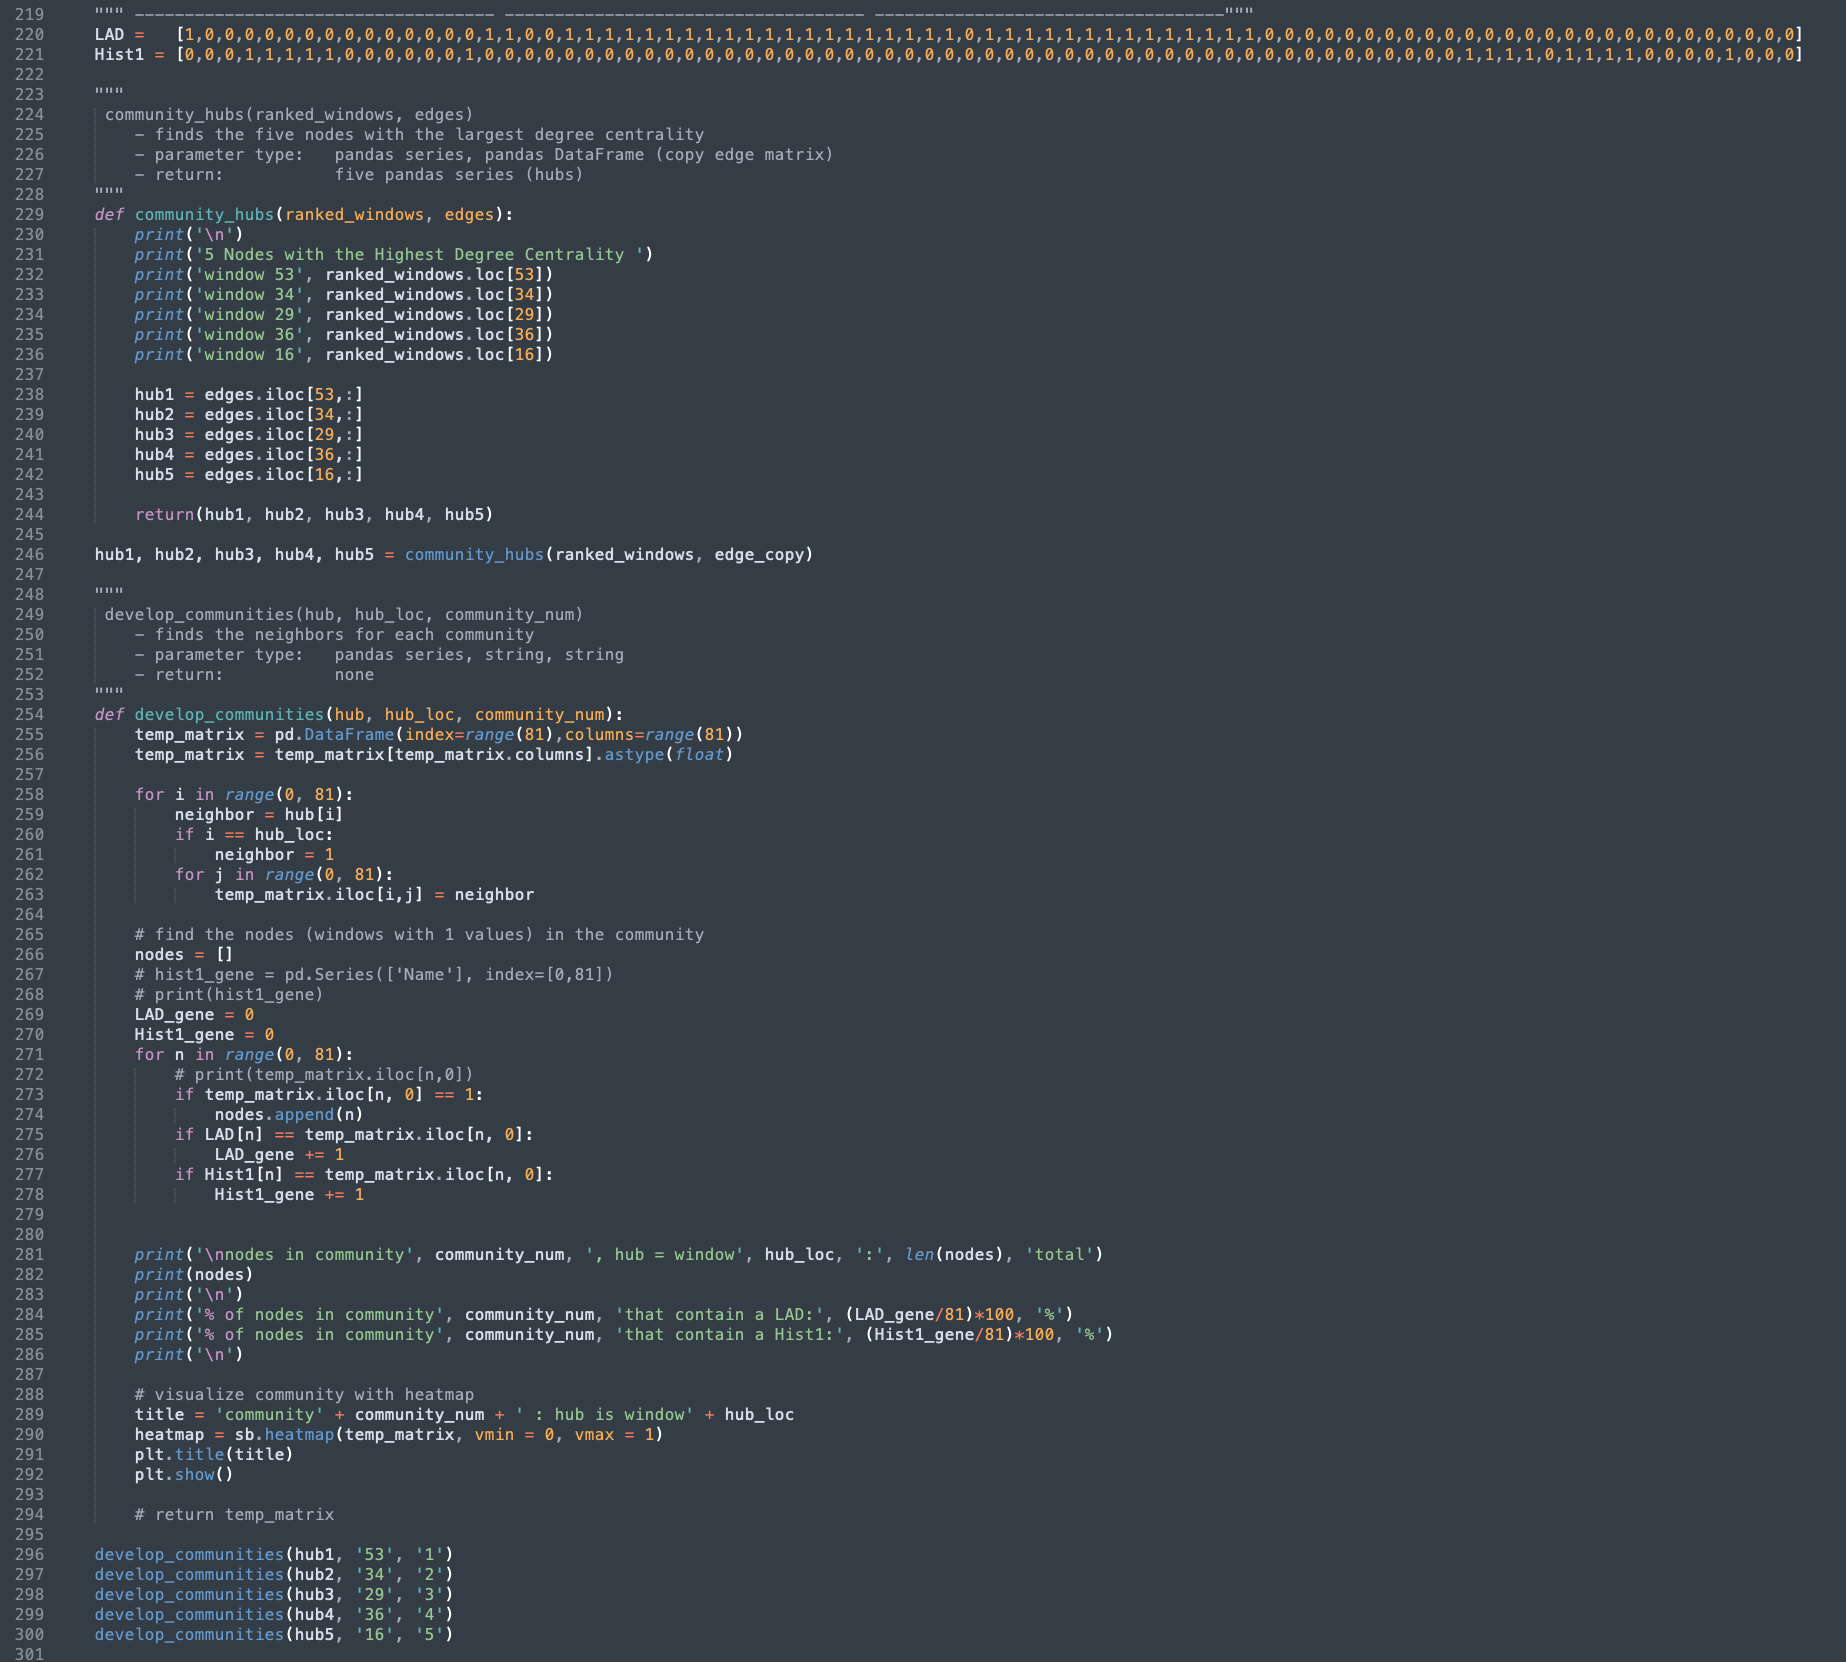 219 """ ------------------------------------ ------------------------------------ -----------------------------------"""
220 LAD =   [1,0,0,0,0,0,0,0,0,0,0,0,0,0,0,1,1,0,0,1,1,1,1,1,1,1,1,1,1,1,1,1,1,1,1,1,1,1,1,0,1,1,1,1,1,1,1,1,1,1,1,1,1,1,0,0,0,0,0,0,0,0,0,0,0,0,0,0,0,0,0,0,0,0,0,0,0,0,0,0,0]
221 Hist1 = [0,0,0,1,1,1,1,1,0,0,0,0,0,0,1,0,0,0,0,0,0,0,0,0,0,0,0,0,0,0,0,0,0,0,0,0,0,0,0,0,0,0,0,0,0,0,0,0,0,0,0,0,0,0,0,0,0,0,0,0,0,0,0,0,1,1,1,1,0,1,1,1,1,0,0,0,0,1,0,0,0]
222
223 """
224  community_hubs(ranked_windows, edges)
225     - finds the five nodes with the largest degree centrality
226     - parameter type:   pandas series, pandas DataFrame (copy edge matrix)
227     - return:           five pandas series (hubs)
228 """
229 def community_hubs(ranked_windows, edges):
230     print('\n')
231     print('5 Nodes with the Highest Degree Centrality ')
232     print('window 53', ranked_windows.loc[53])
233     print('window 34', ranked_windows.loc[34])
234     print('window 29', ranked_windows.loc[29])
235     print('window 36', ranked_windows.loc[36])
236     print('window 16', ranked_windows.loc[16])
237
238     hub1 = edges.iloc[53,:]
239     hub2 = edges.iloc[34,:]
240     hub3 = edges.iloc[29,:]
241     hub4 = edges.iloc[36,:]
242     hub5 = edges.iloc[16,:]
243
244     return(hub1, hub2, hub3, hub4, hub5)
245
246 hub1, hub2, hub3, hub4, hub5 = community_hubs(ranked_windows, edge_copy)
247
248 """
249  develop_communities(hub, hub_loc, community_num)
250     - finds the neighbors for each community
251     - parameter type:   pandas series, string, string
252     - return:           none
253 """
254 def develop_communities(hub, hub_loc, community_num):
255     temp_matrix = pd.DataFrame(index=range(81),columns=range(81))
256     temp_matrix = temp_matrix[temp_matrix.columns].astype(float)
257
258     for i in range(0, 81):
259         neighbor = hub[i]
260         if i == hub_loc:
261             neighbor = 1
262         for j in range(0, 81):
263             temp_matrix.iloc[i,j] = neighbor
264
265     # find the nodes (windows with 1 values) in the community
266     nodes = []
267     # hist1_gene = pd.Series(['Name'], index=[0,81])
268     # print(hist1_gene)
269     LAD_gene = 0
270     Hist1_gene = 0
271     for n in range(0, 81):
272         # print(temp_matrix.iloc[n,0])
273         if temp_matrix.iloc[n, 0] == 1:
274             nodes.append(n)
275         if LAD[n] == temp_matrix.iloc[n, 0]:
276             LAD_gene += 1
277         if Hist1[n] == temp_matrix.iloc[n, 0]:
278             Hist1_gene += 1
279
280
281     print('\nnodes in community', community_num, ', hub = window', hub_loc, ':', len(nodes), 'total')
282     print(nodes)
283     print('\n')
284     print('% of nodes in community', community_num, 'that contain a LAD:', (LAD_gene/81)*100, '%')
285     print('% of nodes in community', community_num, 'that contain a Hist1:', (Hist1_gene/81)*100, '%')
286     print('\n')
287
288     # visualize community with heatmap
289     title = 'community' + community_num + ' : hub is window' + hub_loc
290     heatmap = sb.heatmap(temp_matrix, vmin = 0, vmax = 1)
291     plt.title(title)
292     plt.show()
293
294     # return temp_matrix
295
296 develop_communities(hub1, '53', '1')
297 develop_communities(hub2, '34', '2')
298 develop_communities(hub3, '29', '3')
299 develop_communities(hub4, '36', '4')
300 develop_communities(hub5, '16', '5')
301